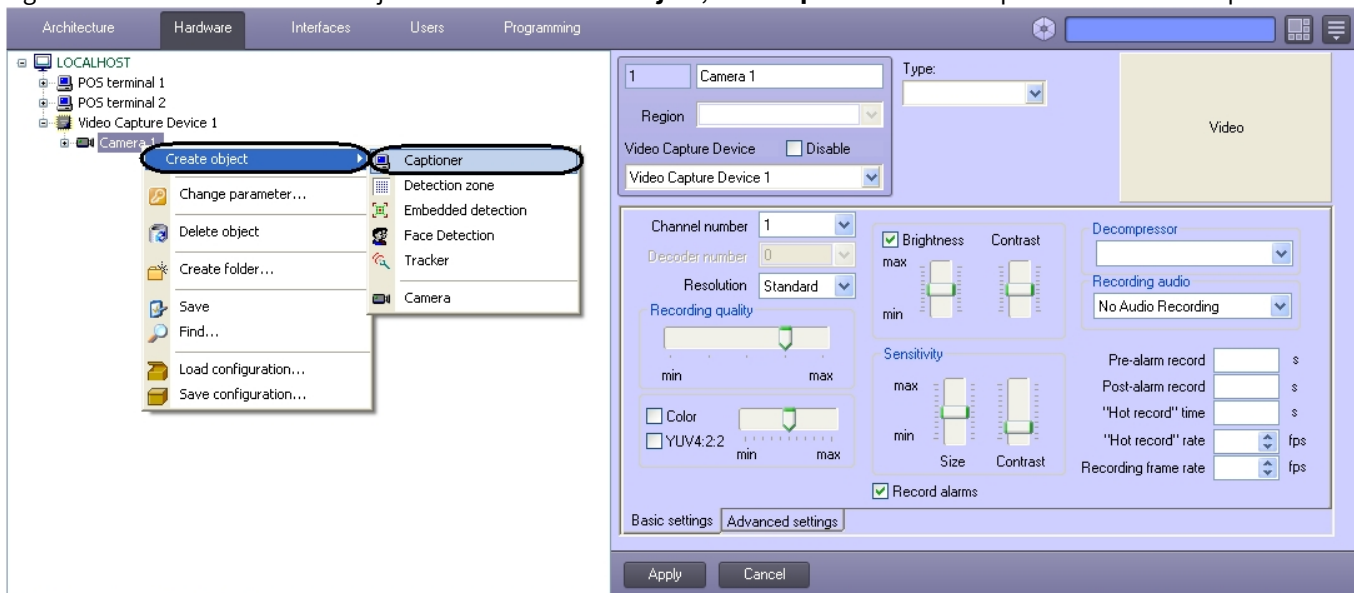 Architecture Hardware Interfaces Users Programming
LOCALHOST
POS terminal 1
POS terminal 2
Video Capture Device 1
Camera 1
Create object
Change parameter...
Delete object
Create folder...
Save
Find...
Load configuration...
Save configuration...
Captioner
Detection zone
Embedded detection
Face Detection
Tracker
Camera
1 Camera 1
Type:
Region
Video Capture Device Disable
Video Capture Device 1
Video
Channel number 1
Decoder number 0
Resolution Standard
Recording quality
min max
Color
YUV4:2:2
min max
Brightness Contrast
max
min
Sensitivity
max
min
Size Contrast
Record alarms
Decompressor
Recording audio
No Audio Recording
Pre-alarm record s
Post-alarm record s
"Hot record" time s
"Hot record" rate fps
Recording frame rate fps
Basic settings Advanced settings
Apply Cancel